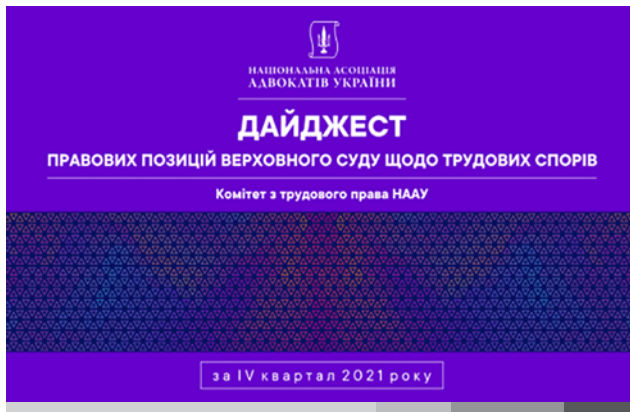 НАЦІОНАЛЬНА АСОЦІАЦІЯ
АДВОКАТІВ УКРАЇНИ
ДАЙДЖЕСТ
ПРАВОВИХ ПОЗИЦІЙ ВЕРХОВНОГО СУДУ ЩОДО ТРУДОВИХ СПОРІВ
Комітет з трудового права НААУ
за IV квартал 2021 року